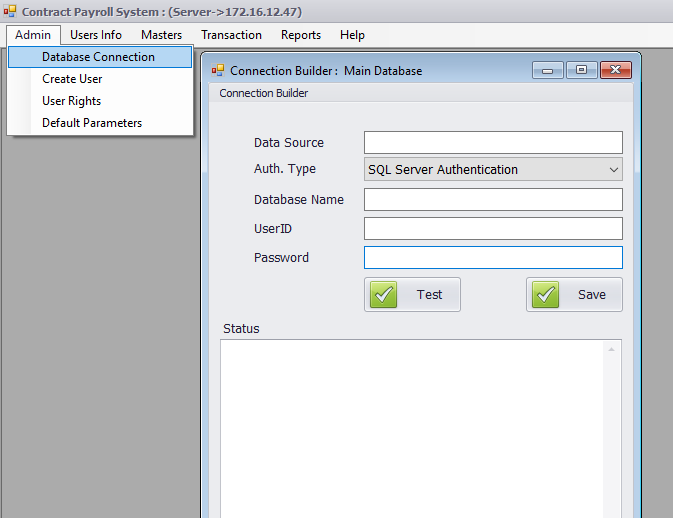 Contract Payroll System : (Server->172.16.12.47)
Admin Users Info Masters Transaction Reports Help
Database Connection
Create User
User Rights
Default Parameters
Connection Builder : Main Database
Connection Builder
Data Source
Auth. Type SQL Server Authentication
Database Name
UserID
Password
Test Save
Status